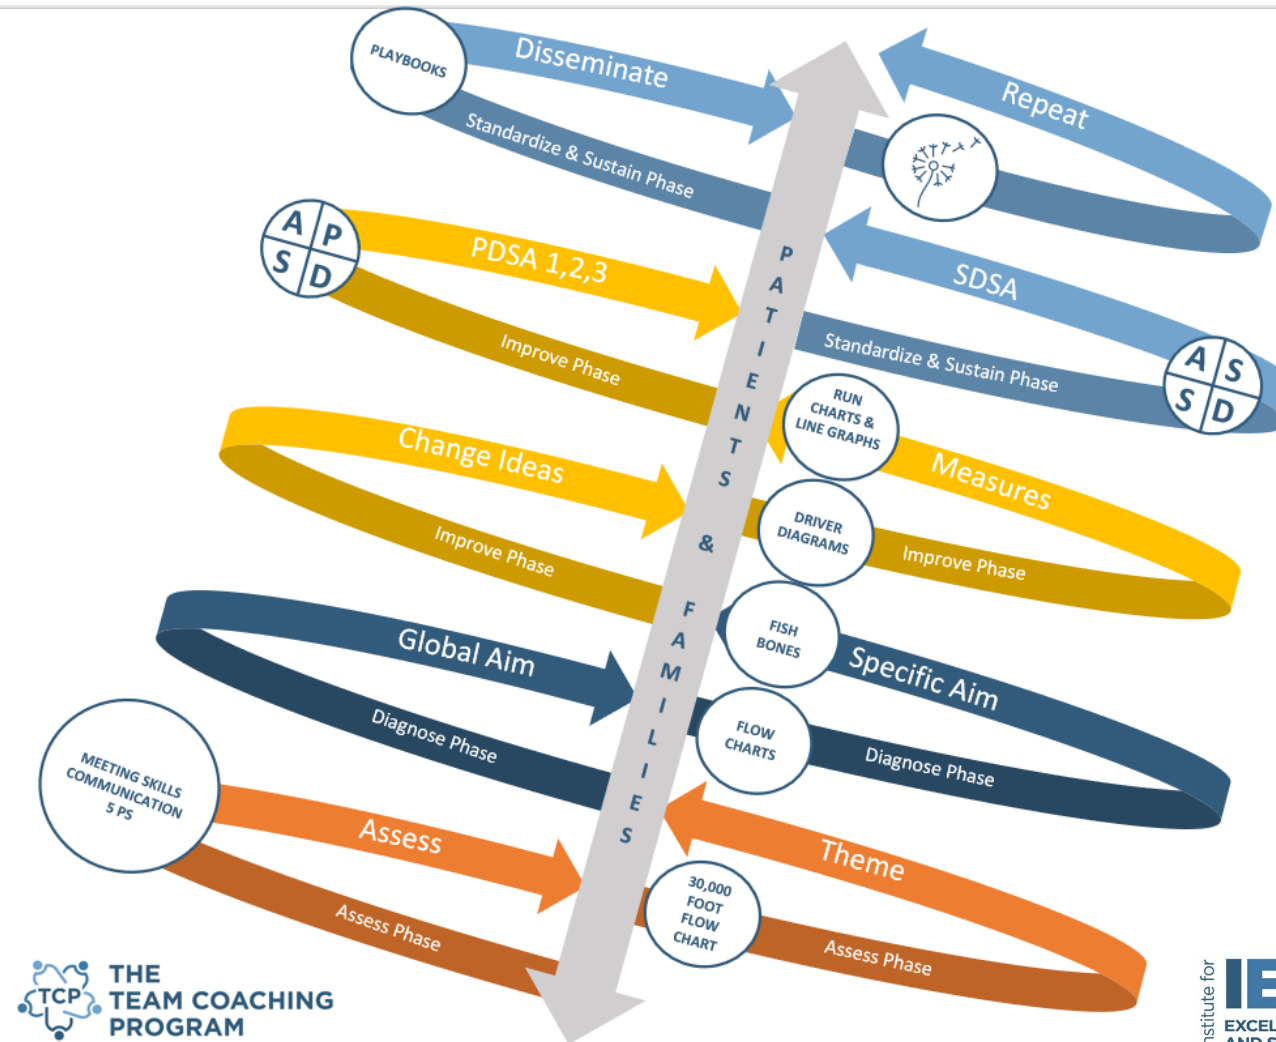 PLAYBOOKS
Disseminate
Repeat
Standardize & Sustain Phase
A P
S D
PDSA 1,2,3
SDSA
Improve Phase
Standardize & Sustain Phase
A S
S D
RUN
CHARTS &
LINE GRAPHS
Change Ideas
Measures
DRIVER
DIAGRAMS
Improve Phase
Improve Phase
PATIENTS & FAMILIES
FISH
BONES
Global Aim
Specific Aim
Diagnose Phase
FLOW
CHARTS
Diagnose Phase
MEETING SKILLS
COMMUNICATION
5 PS
Assess
Theme
30,000
FOOT
FLOW
CHART
Assess Phase
Assess Phase
TCP
THE
TEAM COACHING
PROGRAM
for
IE